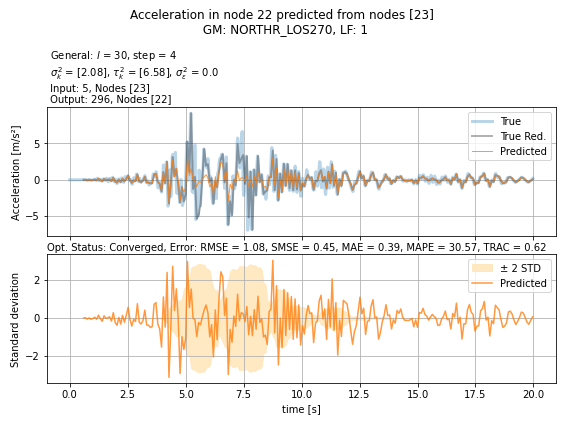 Acceleration in node 22 predicted from nodes [23]
GM: NORTHR_LOS270, LF: 1
General: l = 30, step = 4
σ²ₖ = [2.08], τ²ₖ = [6.58], σ²ε = 0.0
Input: 5, Nodes [23]
Output: 296, Nodes [22]
Acceleration [m/s²]
5
0
−5
True
True Red.
Predicted
Opt. Status: Converged, Error: RMSE = 1.08, SMSE = 0.45, MAE = 0.39, MAPE = 30.57, TRAC = 0.62
Standard deviation
2
0
−2
± 2 STD
Predicted
0.0 2.5 5.0 7.5 10.0 12.5 15.0 17.5 20.0
time [s]